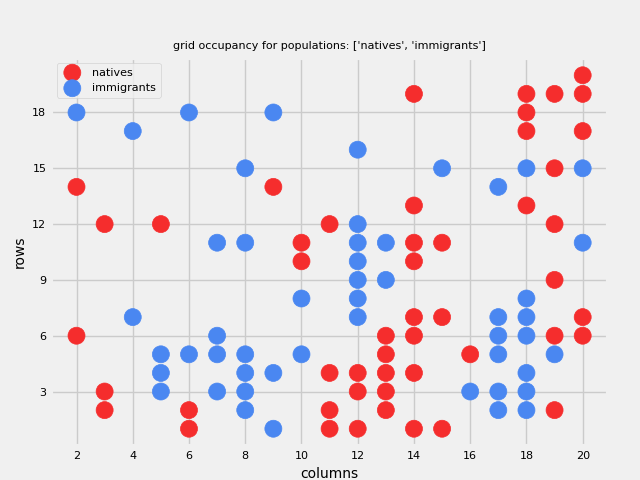 grid occupancy for populations: ['natives', 'immigrants']
natives
immigrants
18
15
12
9
6
3
rows
2 4 6 8 10 12 14 16 18 20
columns